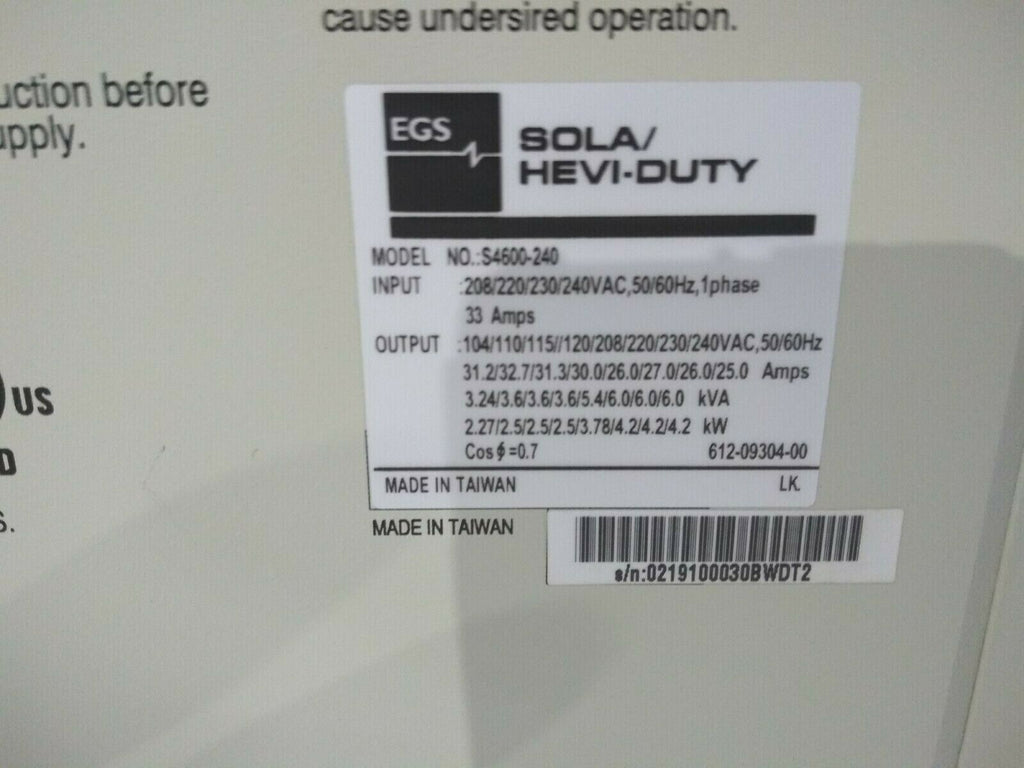 cause undersired operation.
uction before
upply.
EGS
SOLA/
HEVI-DUTY
MODEL NO.:S4600-240
INPUT :208/220/230/240VAC,50/60Hz,1phase
33 Amps
OUTPUT :104/110/115//120/208/220/230/240VAC,50/60Hz
31.2/32.7/31.3/30.0/26.0/27.0/26.0/25.0 Amps
3.24/3.6/3.6/3.6/5.4/6.0/6.0/6.0 kVA
2.27/2.5/2.5/2.5/3.78/4.2/4.2/4.2 kW
Cosϕ=0.7 612-09304-00
MADE IN TAIWAN LK.
US
D
S.
MADE IN TAIWAN
s/n:0219100030BWDT2